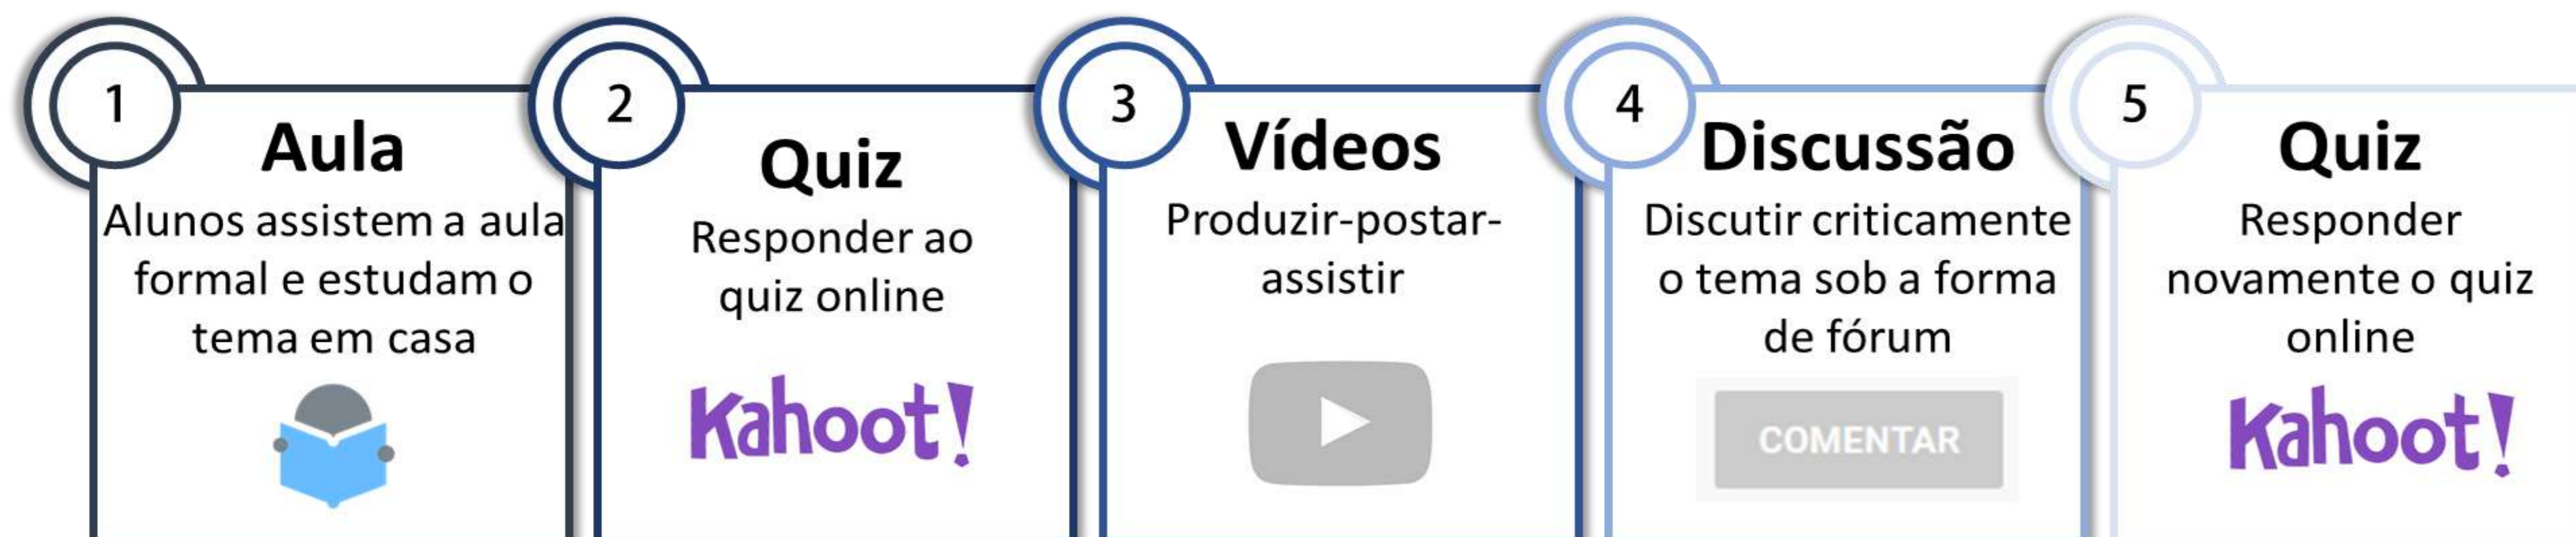 1
Aula
Alunos assistem a aula
formal e estudam o
tema em casa
2
Quiz
Responder ao
quiz online
Kahoot!
3
Vídeos
Produzir-postar-
assistir
4
Discussão
Discutir criticamente
o tema sob a forma
de fórum
COMENTAR
5
Quiz
Responder
novamente o quiz
online
Kahoot!